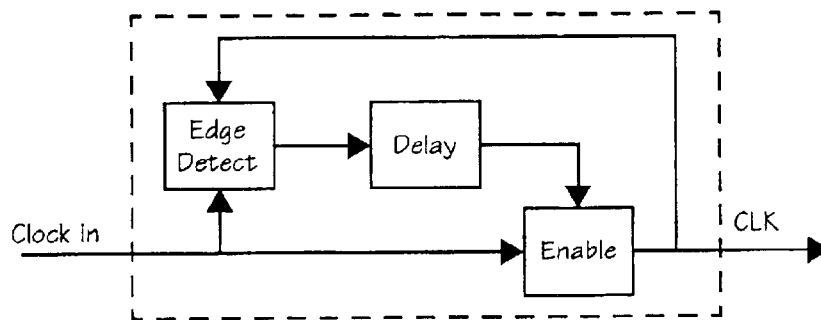 Edge
Detect
Delay
Clock in
Enable
CLK